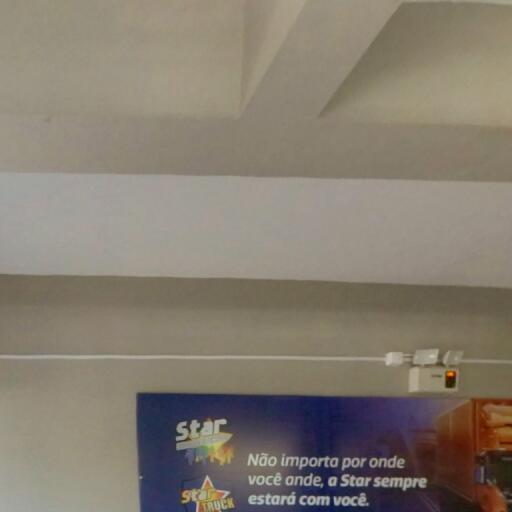 Star
Não importa por onde
você ande, a Star sempre
estará com você.
Star
TRUCK